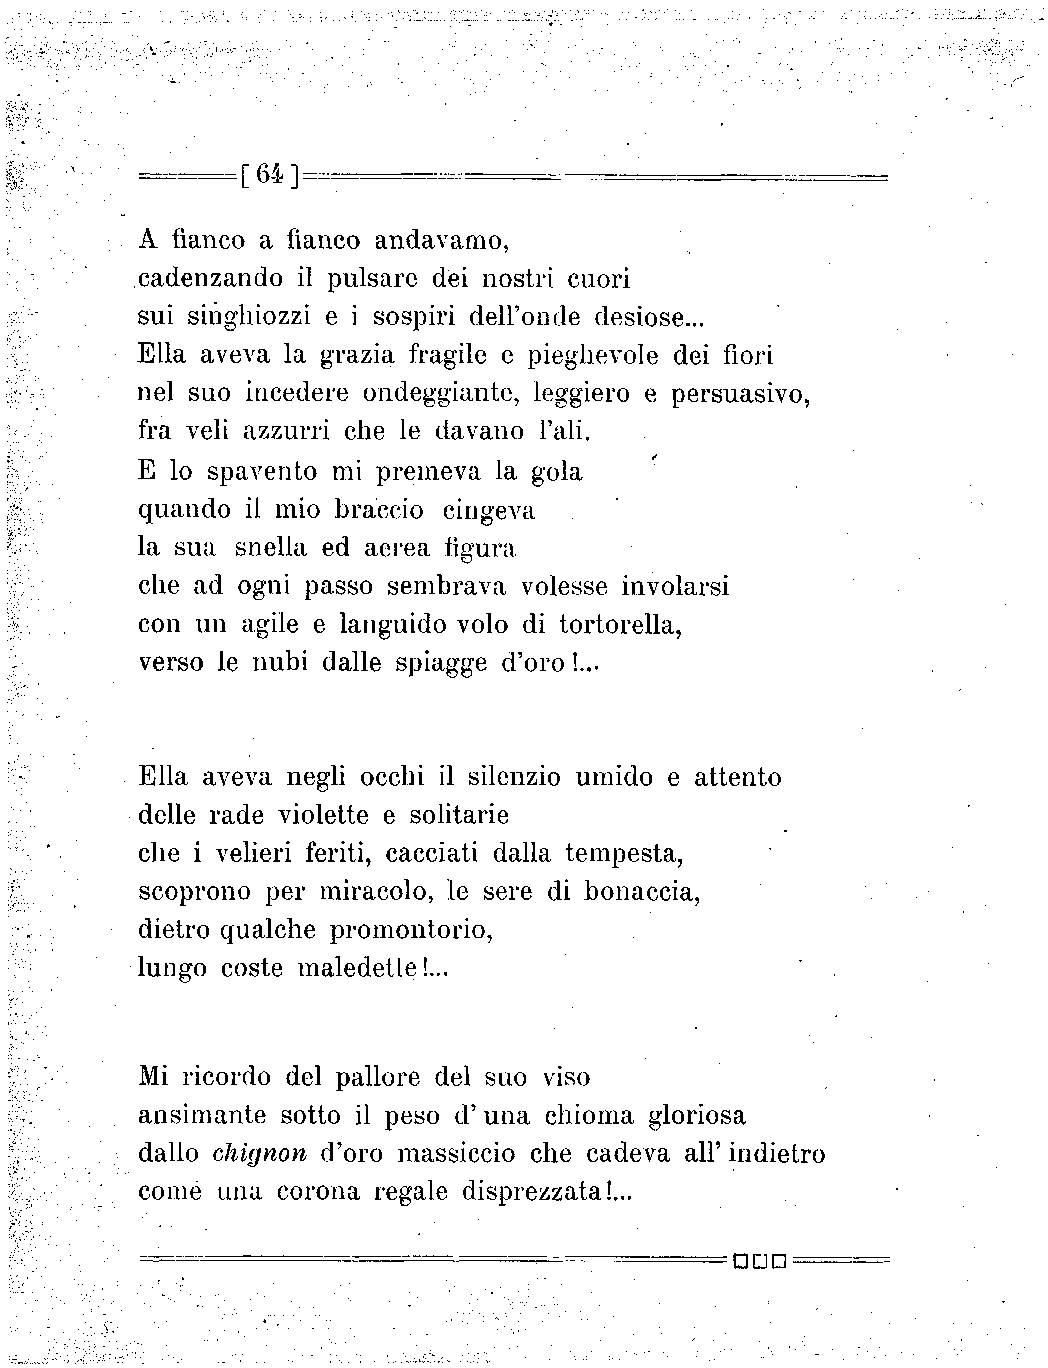 [ 64 ]
A fianco a fianco andavamo,
cadenzando il pulsare dei nostri cuori
sui singhiozzi e i sospiri dell'onde desiose...
Ella aveva la grazia fragile e pieghevole dei fiori
nel suo incedere ondeggiante, leggiero e persuasivo,
fra veli azzurri che le davano l'ali.
E lo spavento mi premeva la gola
quando il mio braccio cingeva
la sua snella ed aerea figura
che ad ogni passo sembrava volesse involarsi
con un agile e languido volo di tortorella,
verso le nubi dalle spiagge d'oro!...
Ella aveva negli occhi il silenzio umido e attento
delle rade violette e solitarie
che i velieri feriti, cacciati dalla tempesta,
scoprono per miracolo, le sere di bonaccia,
dietro qualche promontorio,
lungo coste maledette!...
Mi ricordo del pallore del suo viso
ansimante sotto il peso d'una chioma gloriosa
dallo chignon d'oro massiccio che cadeva all'indietro
come una corona regale disprezzata!...